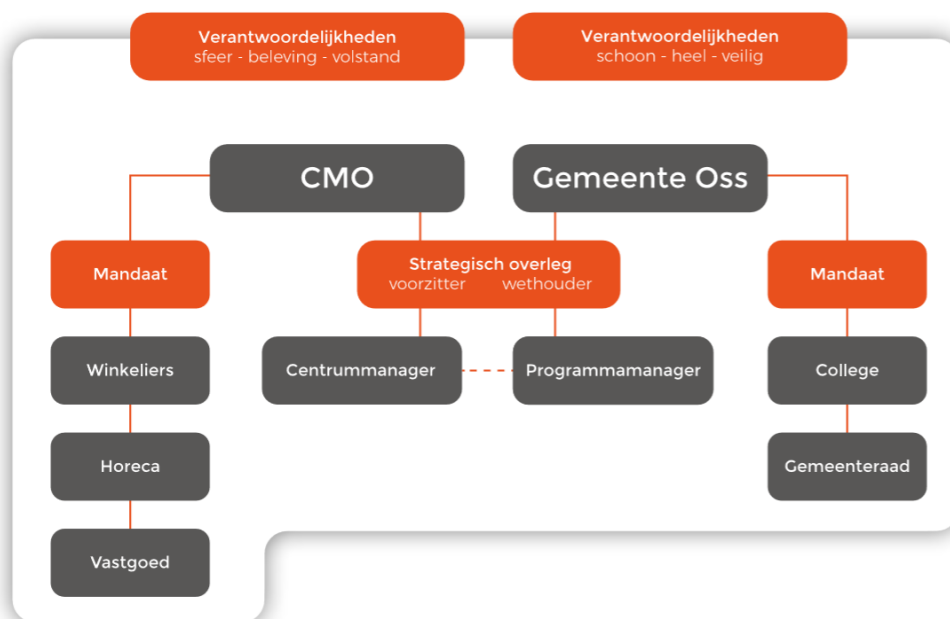 Verantwoordelijkheden
sfeer - beleving - volstand
Verantwoordelijkheden
schoon - heel - veilig
CMO
Gemeente Oss
Mandaat
Strategisch overleg
voorzitter wethouder
Mandaat
Winkeliers
Centrummanager
Programmamanager
College
Horeca
Gemeenteraad
Vastgoed